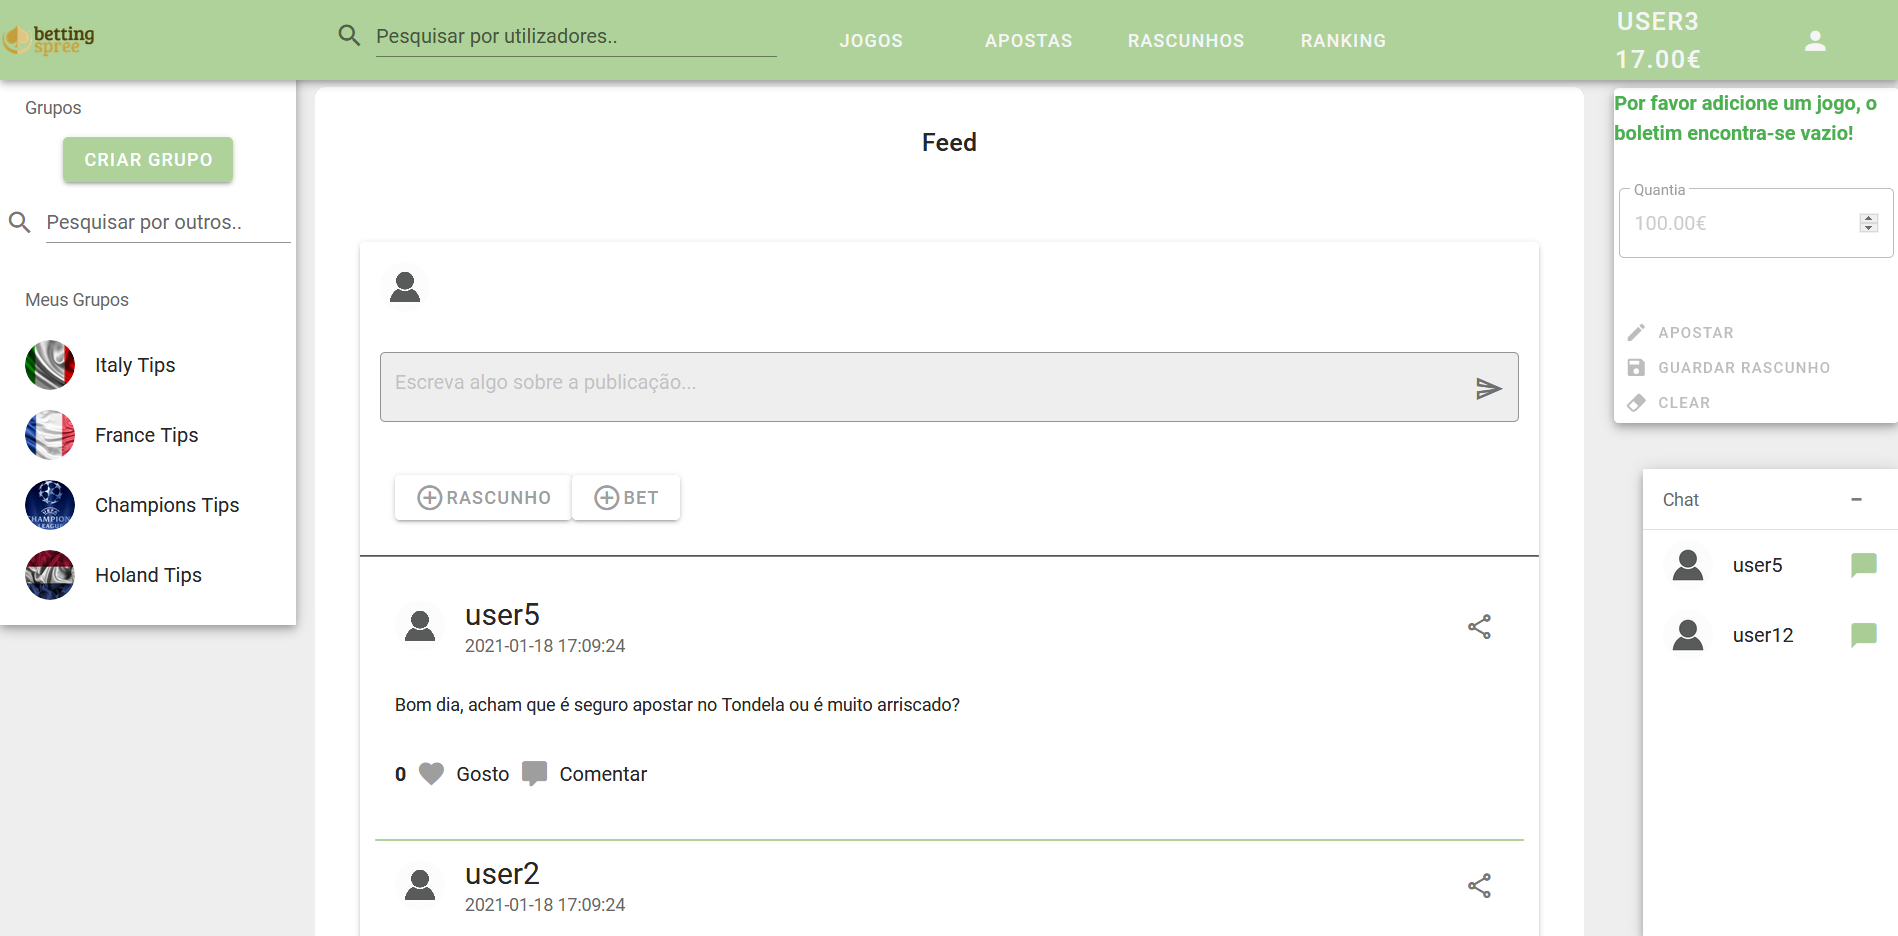 betting
spree
Pesquisar por utilizadores..
JOGOS
APOSTAS
RASCUNHOS
RANKING
USER3
17.00€
Grupos
CRIAR GRUPO
Pesquisar por outros..
Meus Grupos
Italy Tips
France Tips
Champions Tips
Holand Tips
Feed
Escreva algo sobre a publicação...
RASCUNHO
BET
user5
2021-01-18 17:09:24
Bom dia, acham que é seguro apostar no Tondela ou é muito arriscado?
0 Gosto Comentar
user2
2021-01-18 17:09:24
Por favor adicione um jogo, o
boletim encontra-se vazio!
Quantia
100.00€
APOSTAR
GUARDAR RASCUNHO
CLEAR
Chat
user5
user12